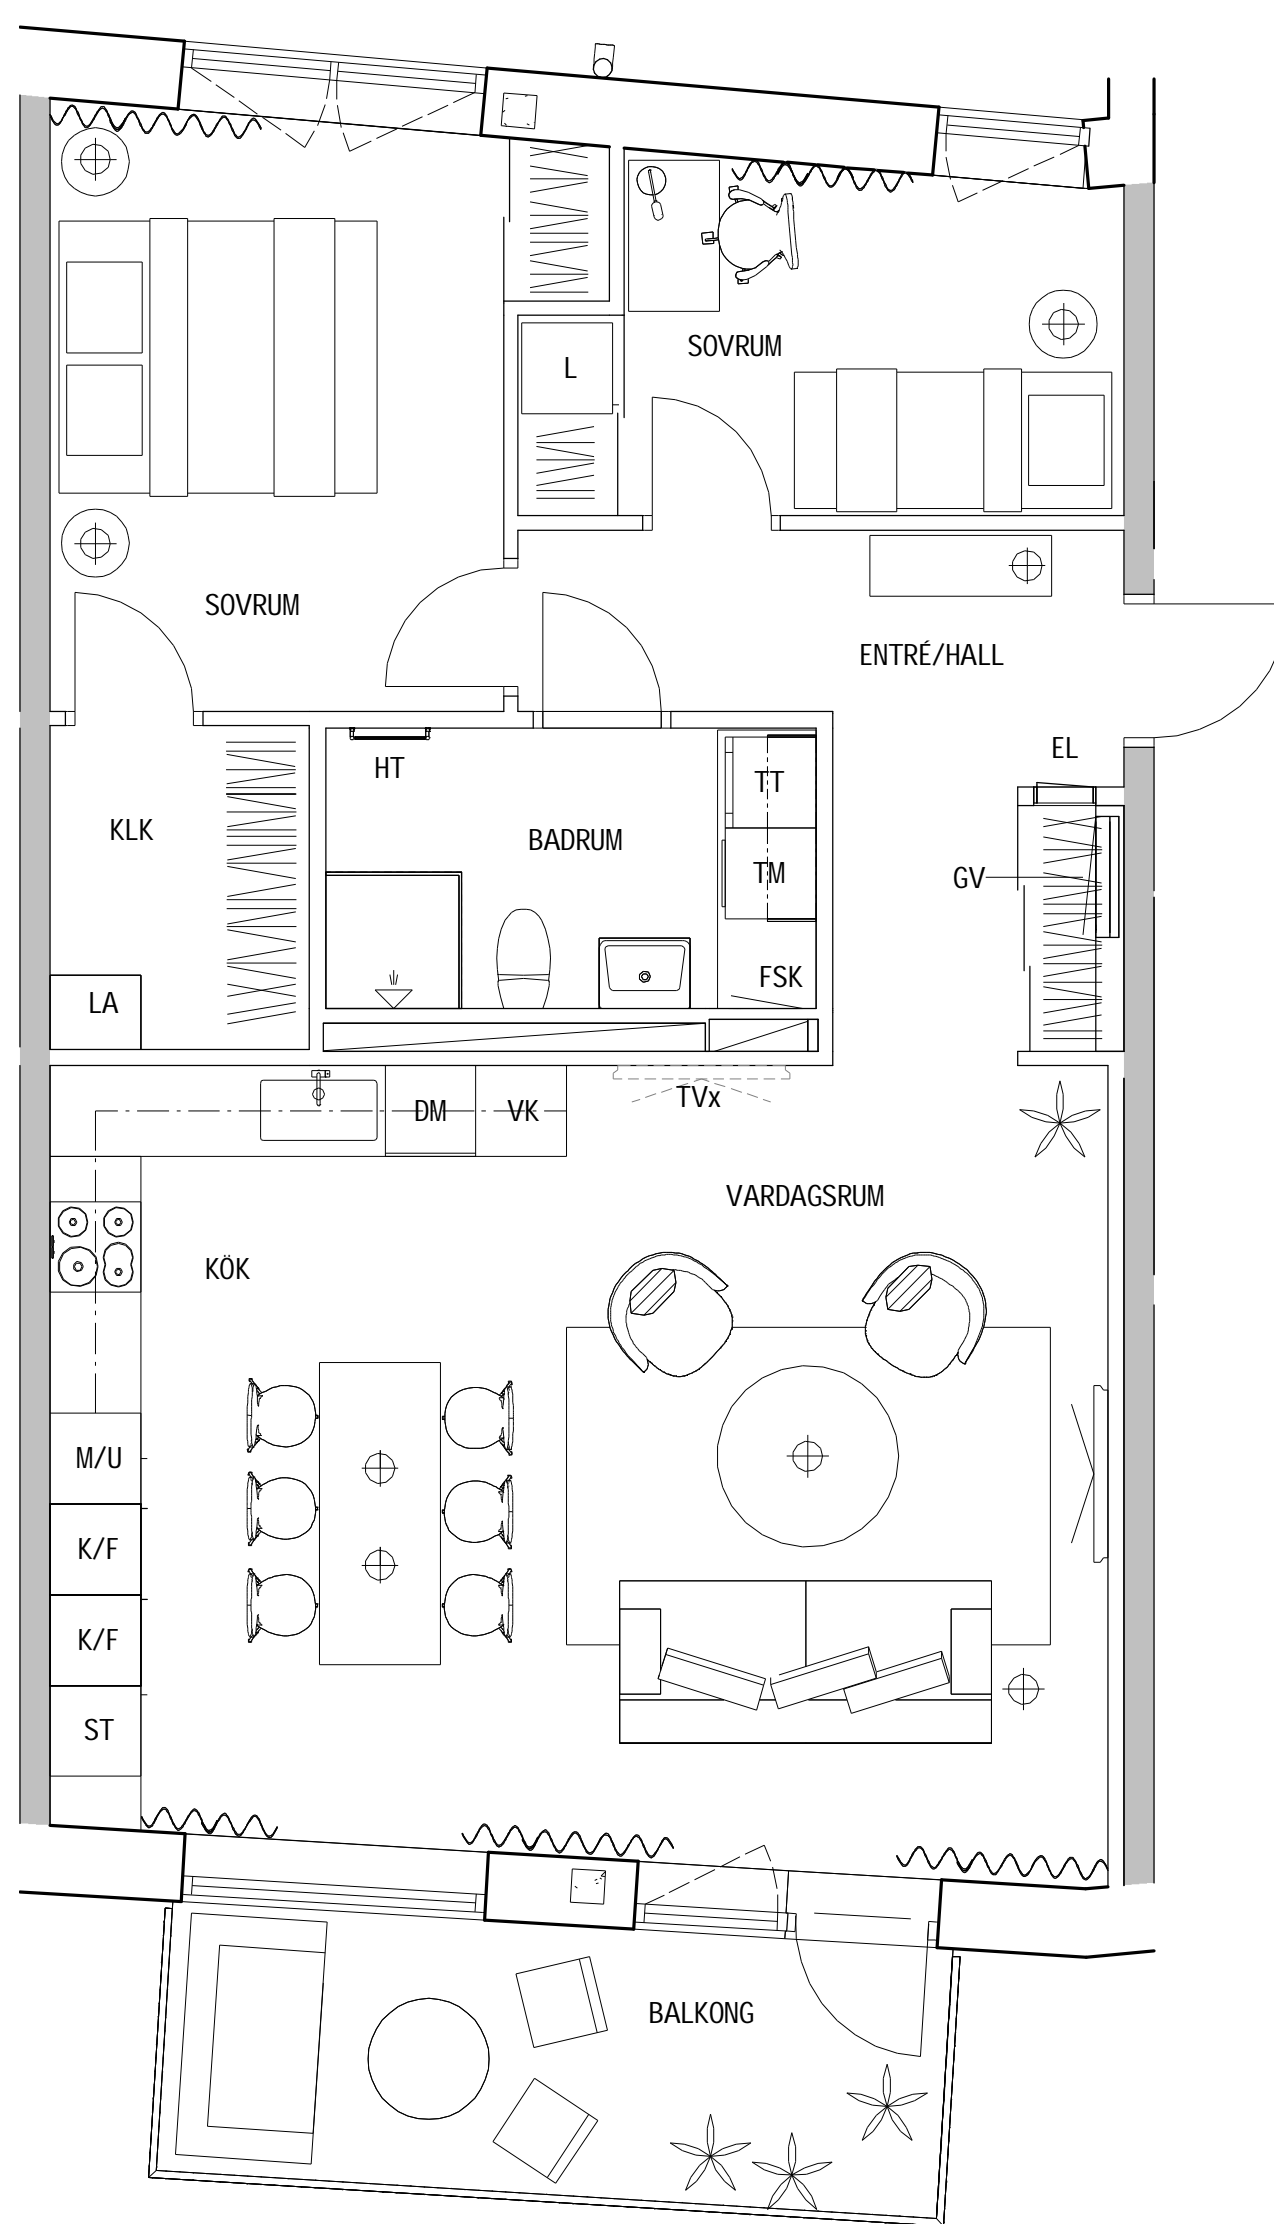 SOVRUM
L
SOVRUM
ENTRÉ/HALL
EL
HT
TT
KLK
BADRUM
TM
GV
FSK
LA
DM
VK
TVx
VARDAGSRUM
KÖK
M/U
K/F
K/F
ST
BALKONG